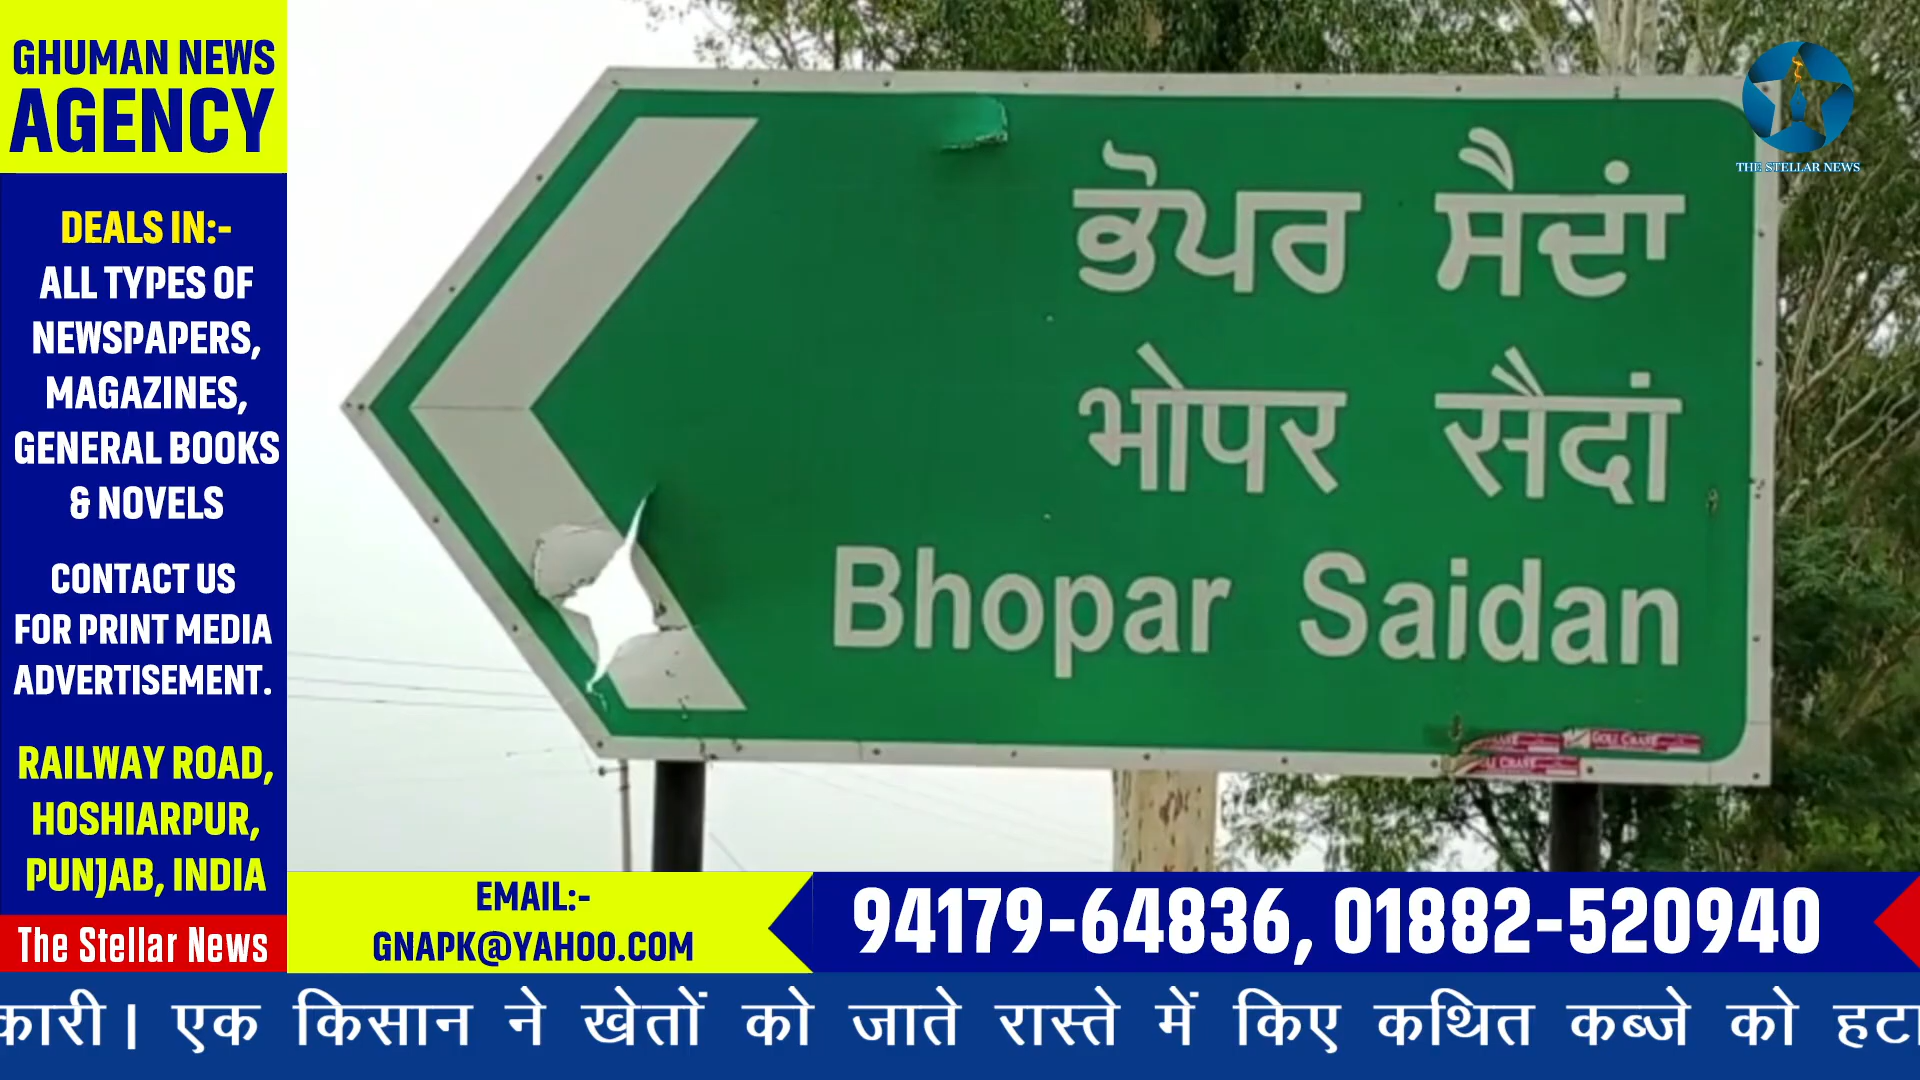 GHUMAN NEWS
AGENCY
DEALS IN:-
ALL TYPES OF
NEWSPAPERS,
MAGAZINES,
GENERAL BOOKS
& NOVELS
CONTACT US
FOR PRINT MEDIA
ADVERTISEMENT.
RAILWAY ROAD,
HOSHIARPUR,
PUNJAB, INDIA
The Stellar News
THE STELLAR NEWS
ਭੋਪਰ ਸੈਦਾਂ
भोपर सैदां
Bhopar Saidan
EMAIL:-
GNAPK@YAHOO.COM
94179-64836, 01882-520940
कारी। एक किसान ने खेतों को जाते रास्ते में किए कथित कब्जे को हटा